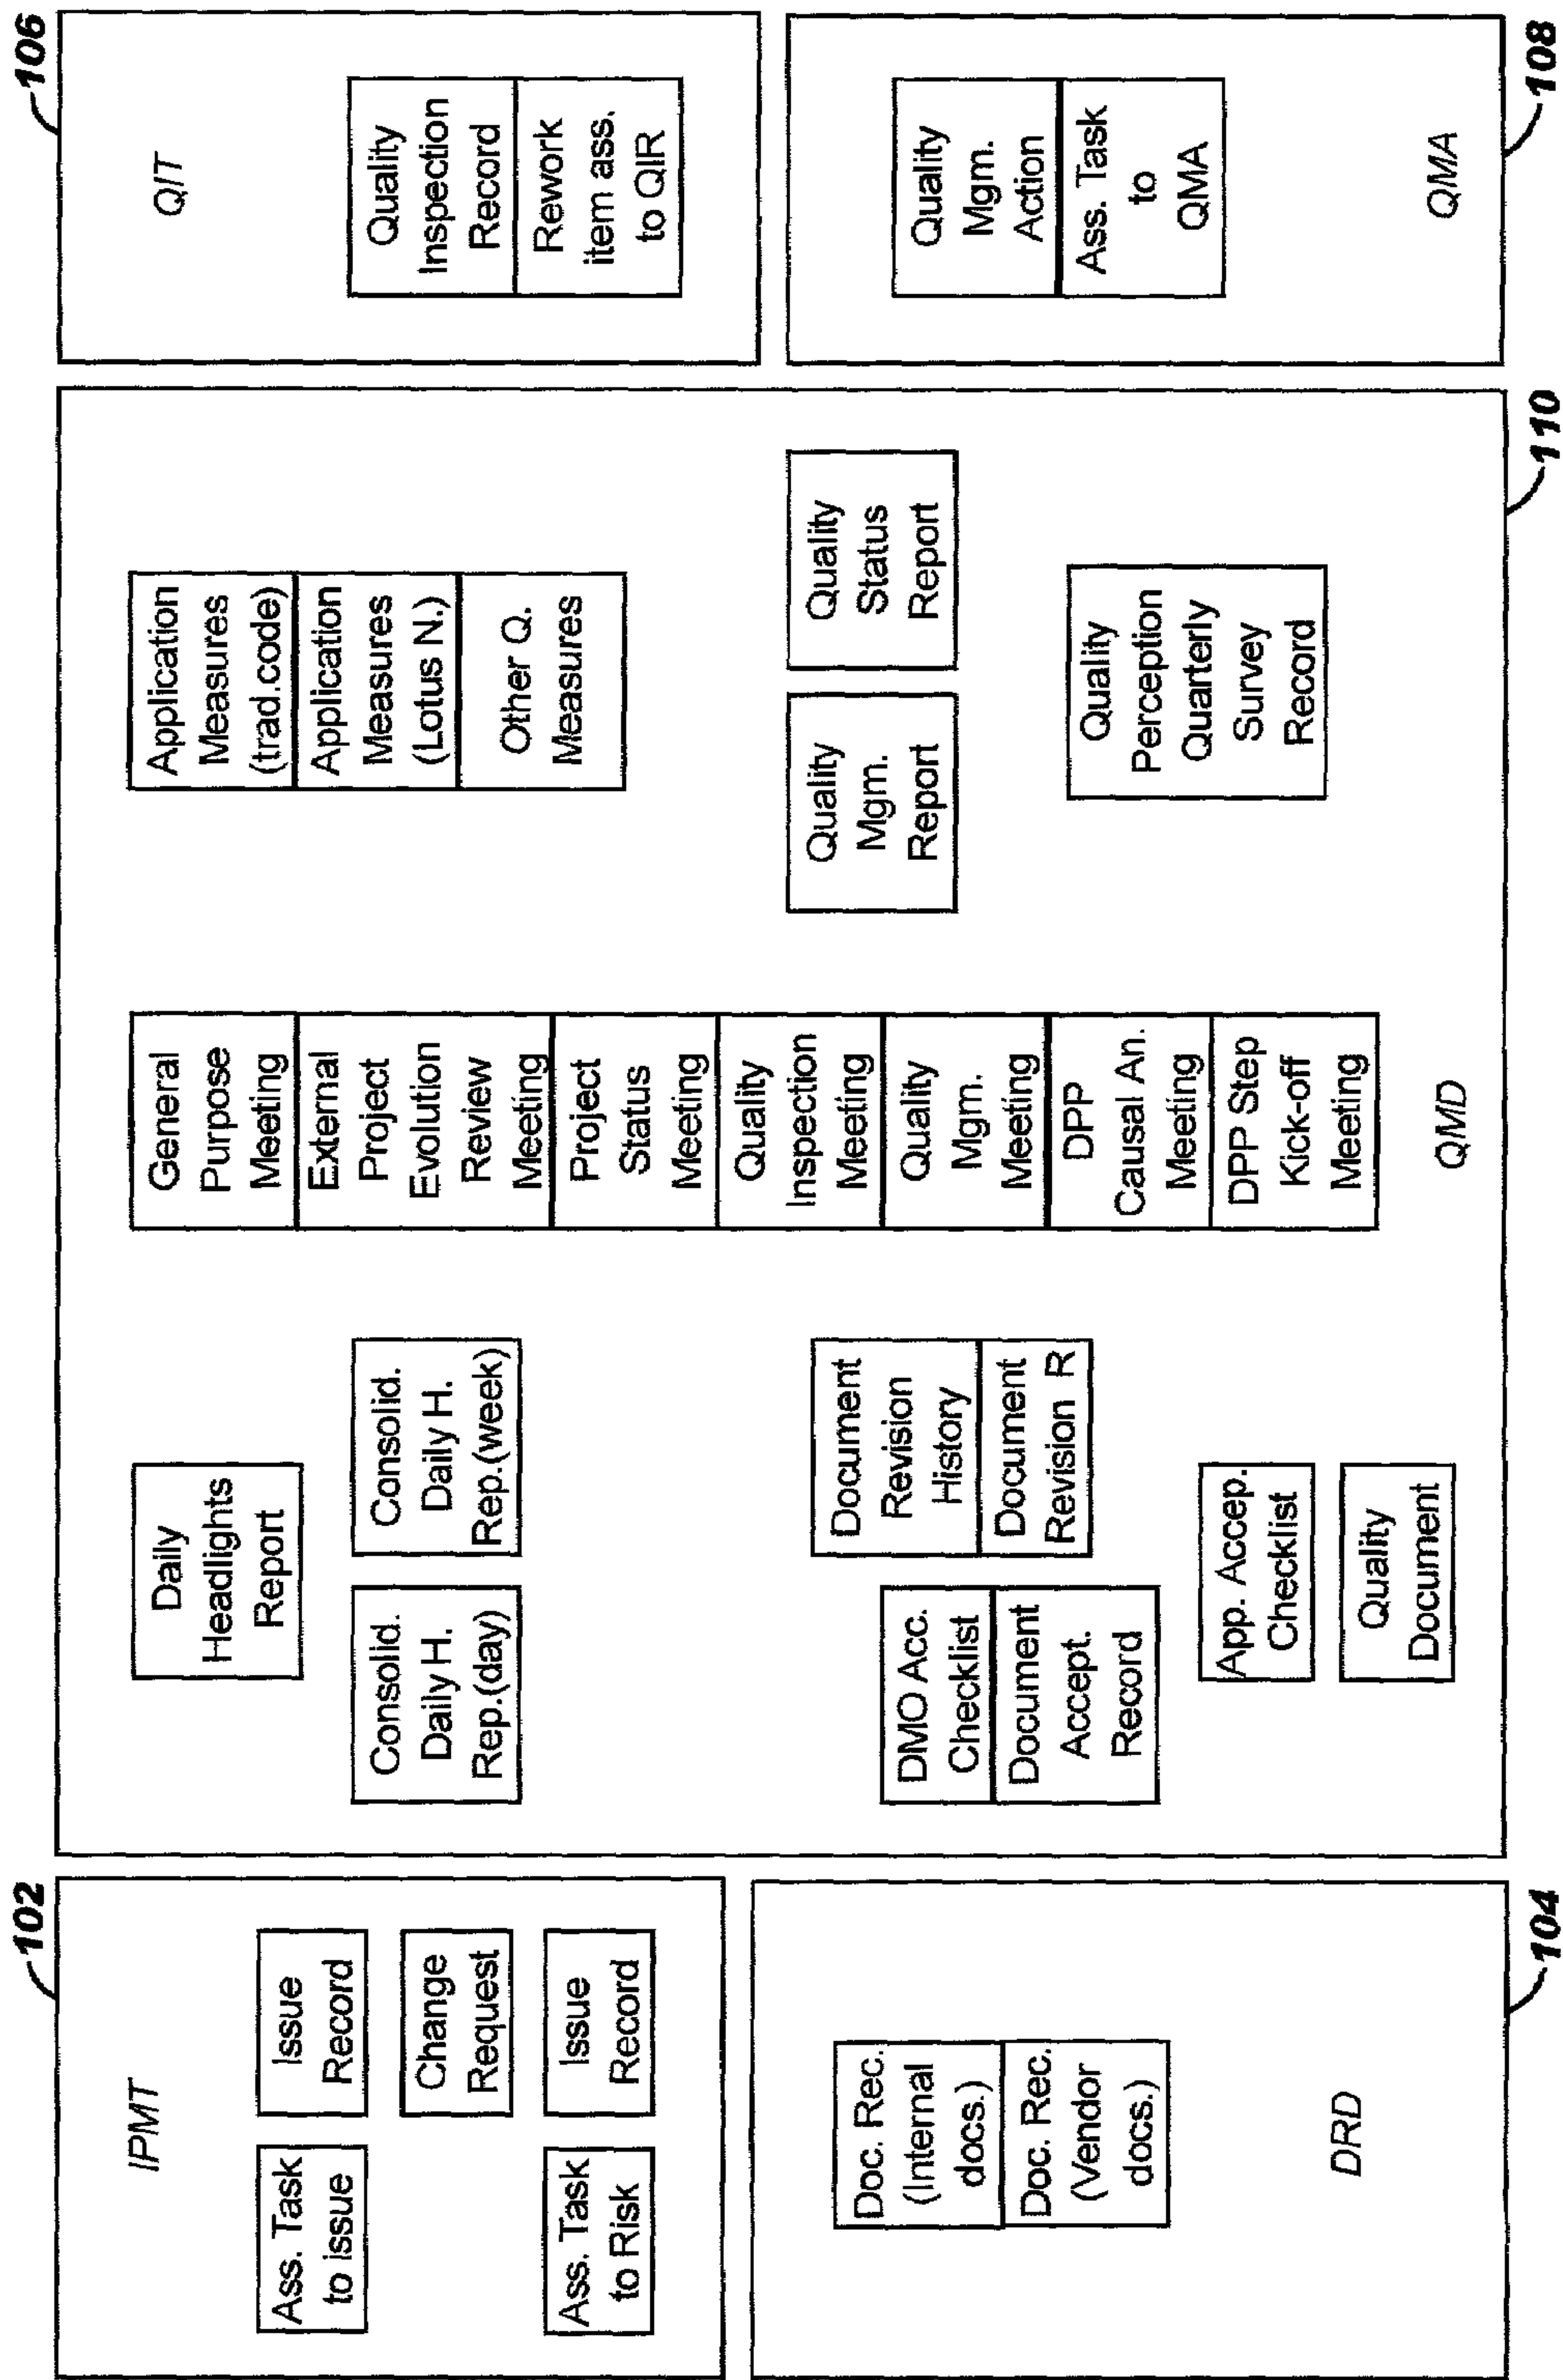 102
IPMT
Ass. Task
to issue
Issue
Record
Change
Request
Ass. Task
to Risk
Issue
Record
Doc. Rec.
(Internal
docs.)
Doc. Rec.
(Vendor
docs.)
DRD
104
Daily
Headlights
Report
Consolid.
Daily H.
Rep.(day)
Consolid.
Daily H.
Rep.(week)
Document
Revision
History
Document
Revision R
DMO Acc.
Checklist
Document
Accept.
Record
App. Accep.
Checklist
Quality
Document
General
Purpose
Meeting
External
Project
Evolution
Review
Meeting
Project
Status
Meeting
Quality
Inspection
Meeting
Quality
Mgm.
Meeting
DPP
Causal An.
Meeting
DPP Step
Kick-off
Meeting
Application
Measures
(trad.code)
Application
Measures
(Lotus N.)
Other Q.
Measures
Quality
Mgm.
Report
Quality
Status
Report
Quality
Perception
Quarterly
Survey
Record
QMD
110
106
QIT
Quality
Inspection
Record
Rework
item ass.
to QIR
Quality
Mgm.
Action
Ass. Task
to
QMA
QMA
108